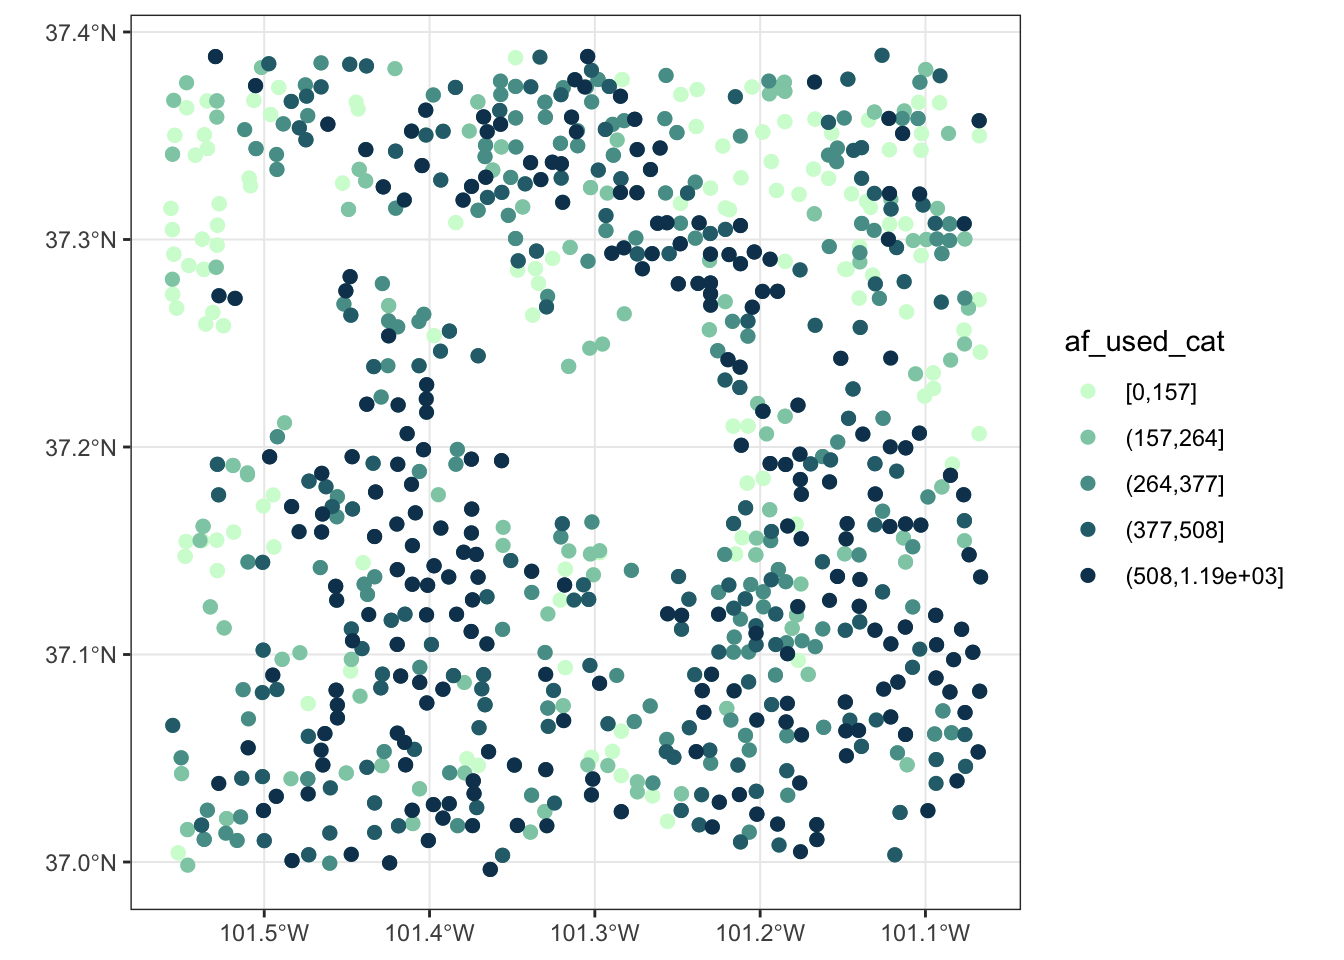 37.4°N
37.3°N
37.2°N
37.1°N
37.0°N
101.5°W
101.4°W
101.3°W
101.2°W
101.1°W
af_used_cat
[0,157]
(157,264]
(264,377]
(377,508]
(508,1.19e+03]